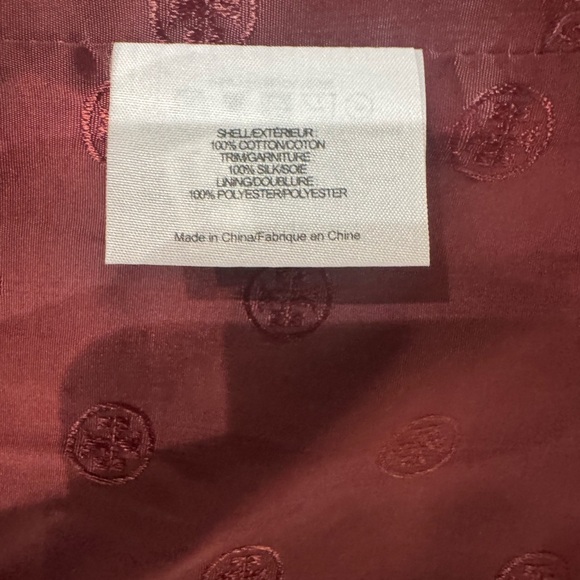 SHELL/EXTÉRIEUR :
100% COTTON/COTON
TRIM/GARNITURE
100% SILK/SOIE
LINING/DOUBLURE
100% POLYESTER/POLYESTER
Made in China/Fabrique en Chine